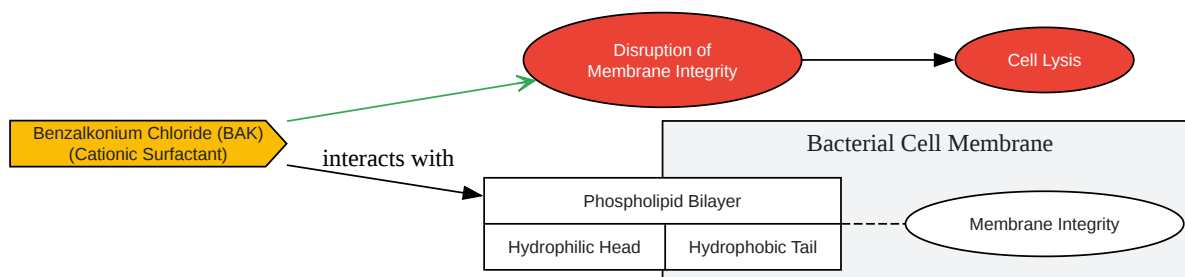 Disruption of
Membrane Integrity
Cell Lysis
Benzalkonium Chloride (BAK)
(Cationic Surfactant)
interacts with
Bacterial Cell Membrane
Phospholipid Bilayer
Hydrophilic Head
Hydrophobic Tail
Membrane Integrity